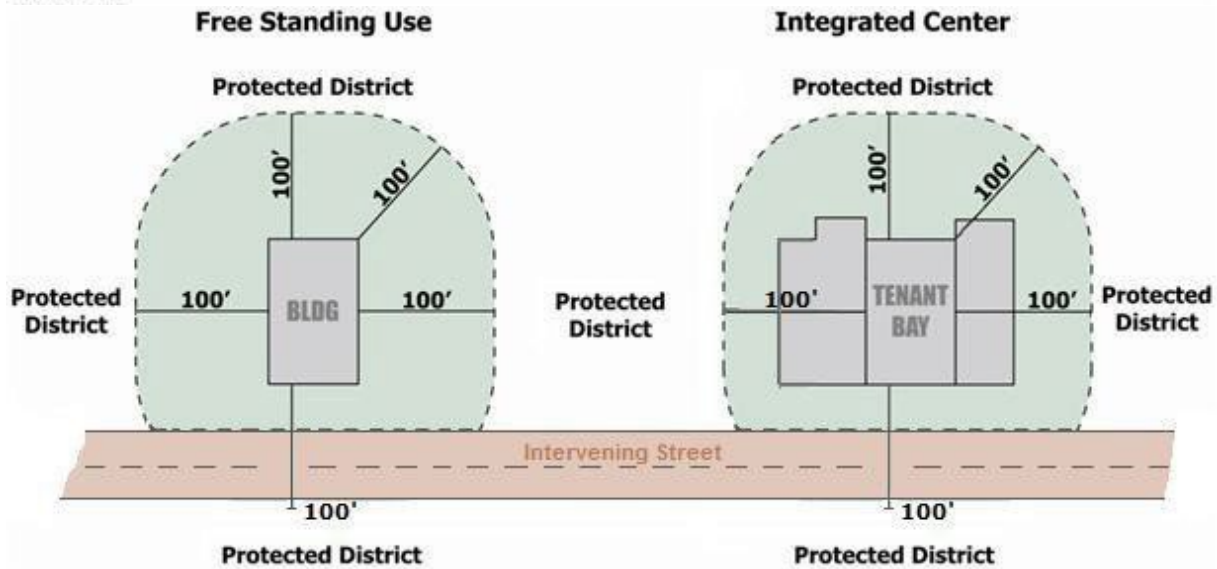 Free Standing Use
Integrated Center
Protected District
Protected District
100'
100'
100'
100'
Protected
District
100'
BLDG
100'
Protected
District
100'
TENANT
BAY
100'
Protected
District
Intervening Street
100'
100'
Protected District
Protected District